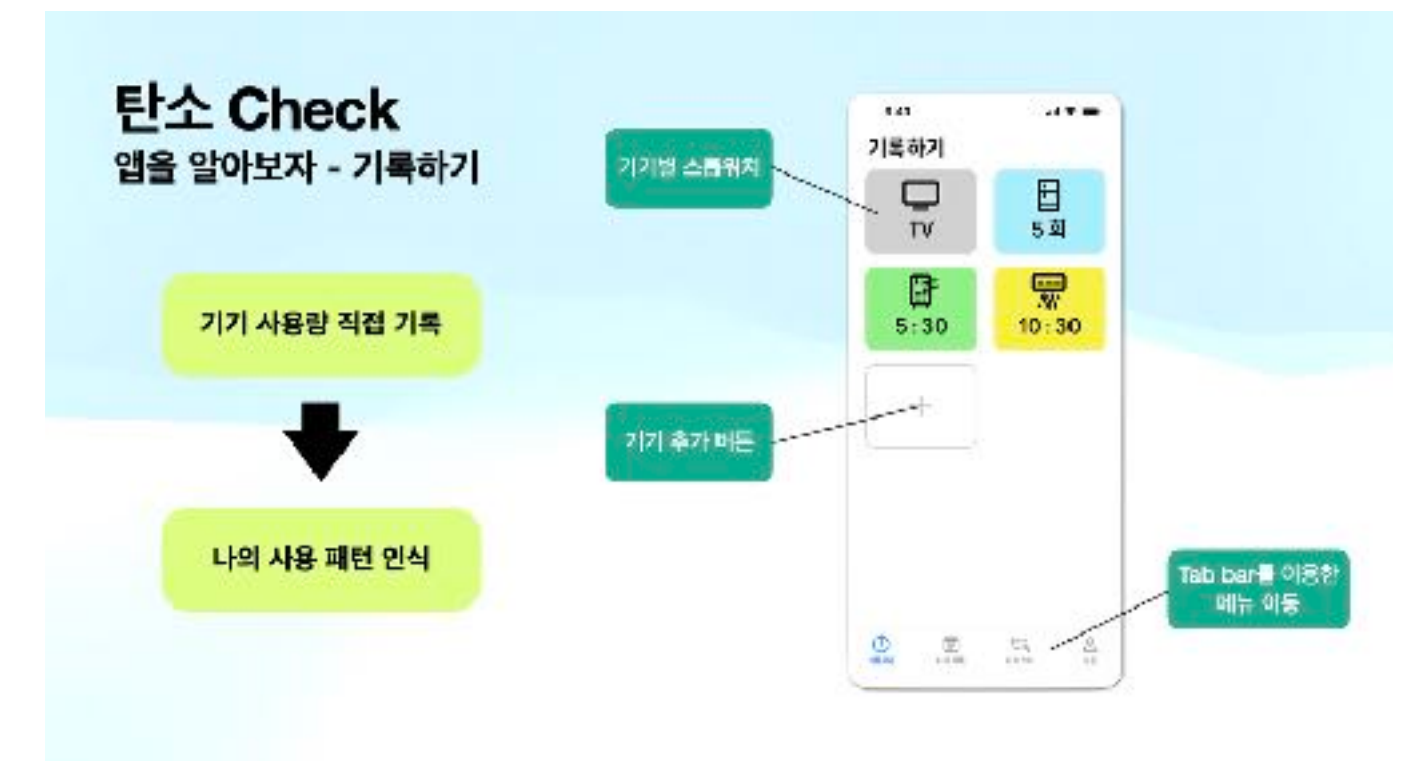 탄소 Check
앱을 알아보자 - 기록하기
기기 사용량 직접 기록
나의 사용 패턴 인식
기기별 스톱워치
기기 추가 버튼
Tab bar를 이용한
메뉴 이동
9:41
기록하기
TV
5 회
5:30
10:30